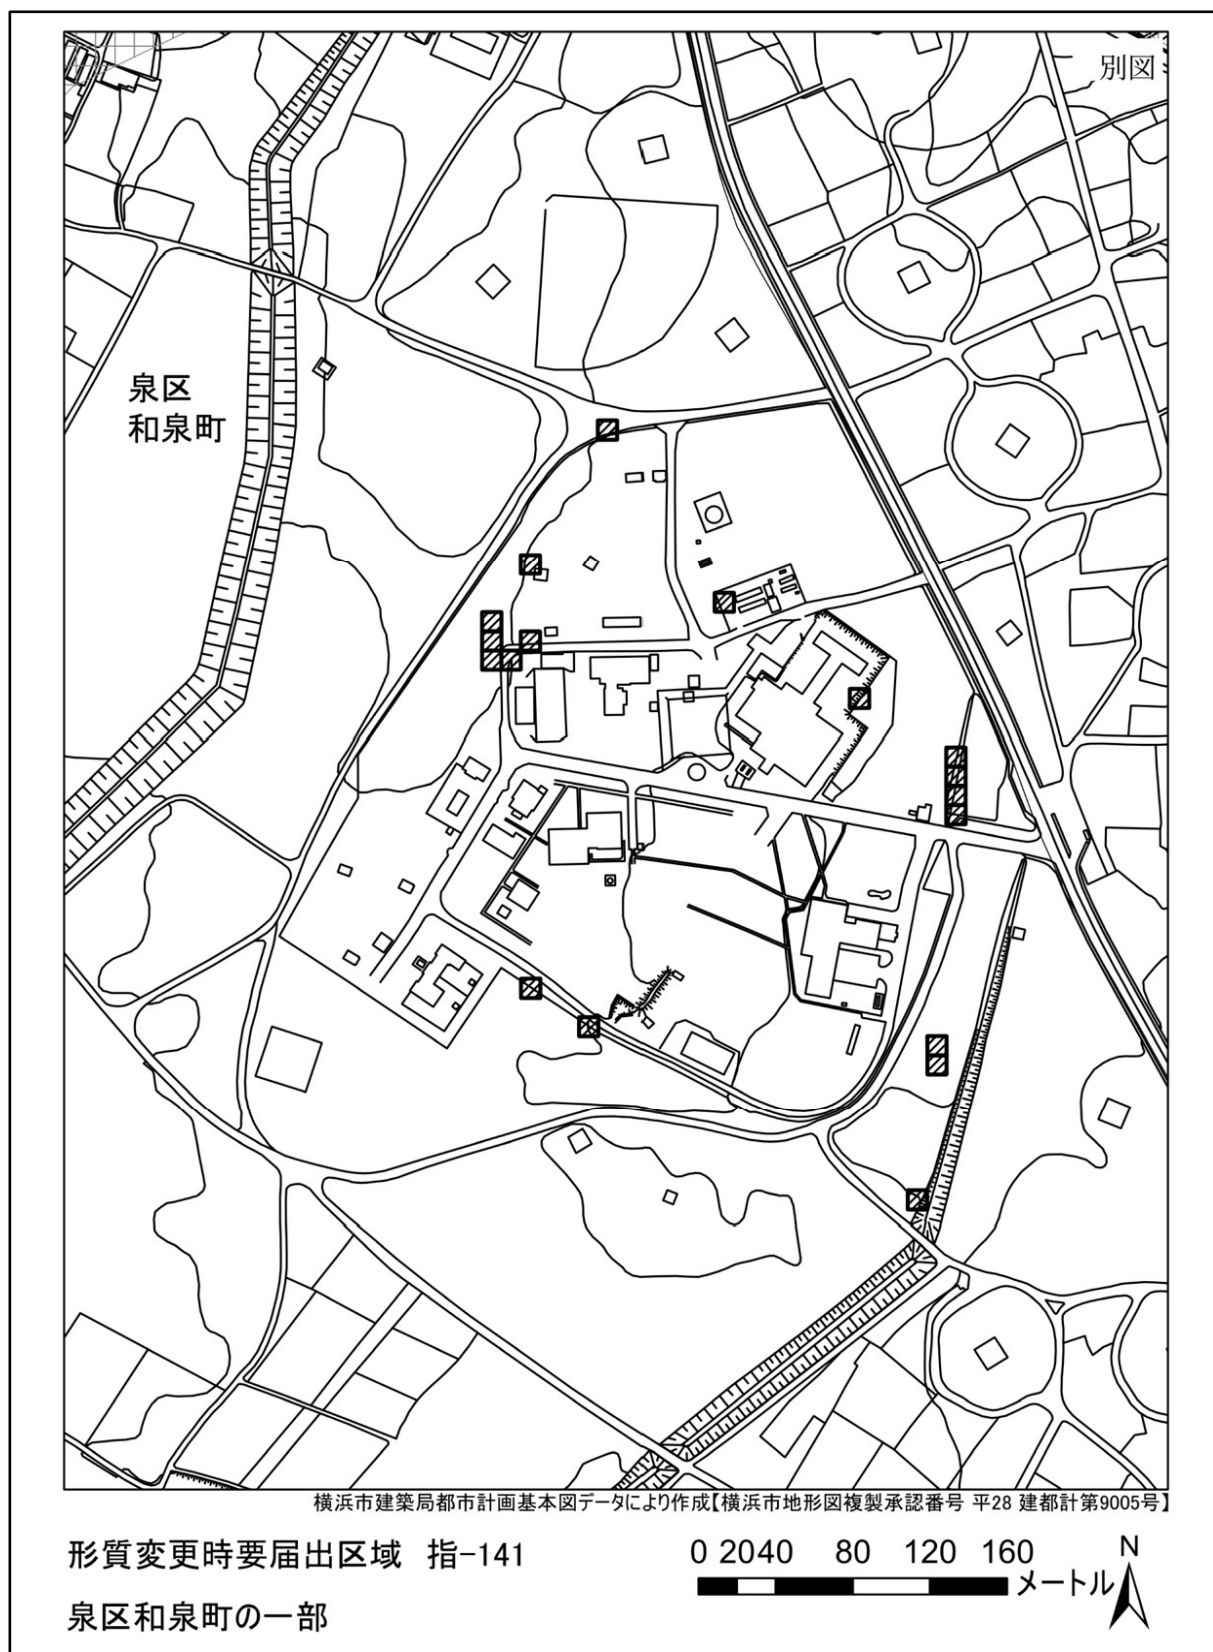 別図
泉区
和泉町
横浜市建築局都市計画基本図データにより作成【横浜市地形図複製承認番号 平28 建都計第9005号】
形質変更時要届出区域 指-141
泉区和泉町の一部
0 2040 80 120 160
メートル
N